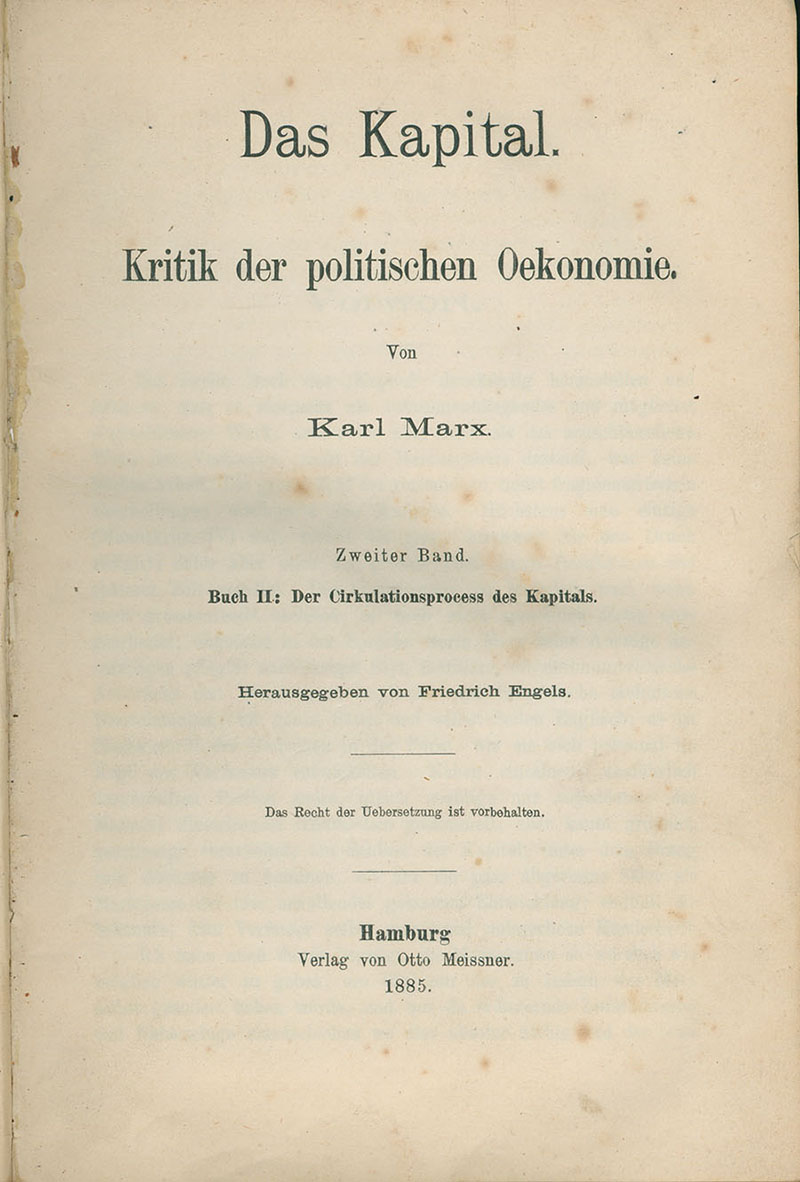 Das Kapital.
Kritik der politischen Oekonomie.
Von
Karl Marx.
Zweiter Band.
Buch II.: Der Cirkulationsprocess des Kapitals.
Herausgegeben von Friedrich Engels.
Das Recht der Uebersetzung ist vorbehalten.
Hamburg
Verlag von Otto Meissner.
1885.